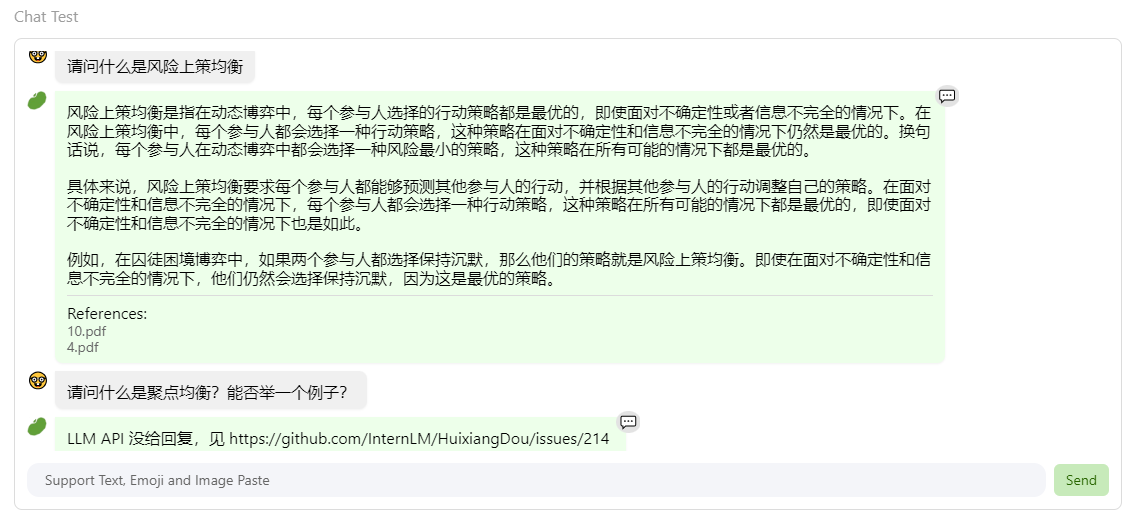 Chat Test
请问什么是风险上策均衡
风险上策均衡是指在动态博弈中，每个参与人选择的行动策略都是最优的，即使面对不确定性或者信息不完全的情况下。在
风险上策均衡中，每个参与人都会选择一种行动策略，这种策略在面对不确定性和信息不完全的情况下仍然是最优的。换句
话说，每个参与人在动态博弈中都会选择一种风险最小的策略，这种策略在所有可能的情况下都是最优的。
具体来说，风险上策均衡要求每个参与人都能够预测其他参与人的行动，并根据其他参与人的行动调整自己的策略。在面对
不确定性和信息不完全的情况下，每个参与人都会选择一种行动策略，这种策略在所有可能的情况下都是最优的，即使面对
不确定性和信息不完全的情况下也是如此。
例如，在囚徒困境博弈中，如果两个参与人都选择保持沉默，那么他们的策略就是风险上策均衡。即使在面对不确定性和信
息不完全的情况下，他们仍然会选择保持沉默，因为这是最优的策略。
References:
10.pdf
4.pdf
请问什么是聚点均衡？能否举一个例子？
LLM API 没给回复，见 https://github.com/InternLM/HuixiangDou/issues/214
Support Text, Emoji and Image Paste
Send